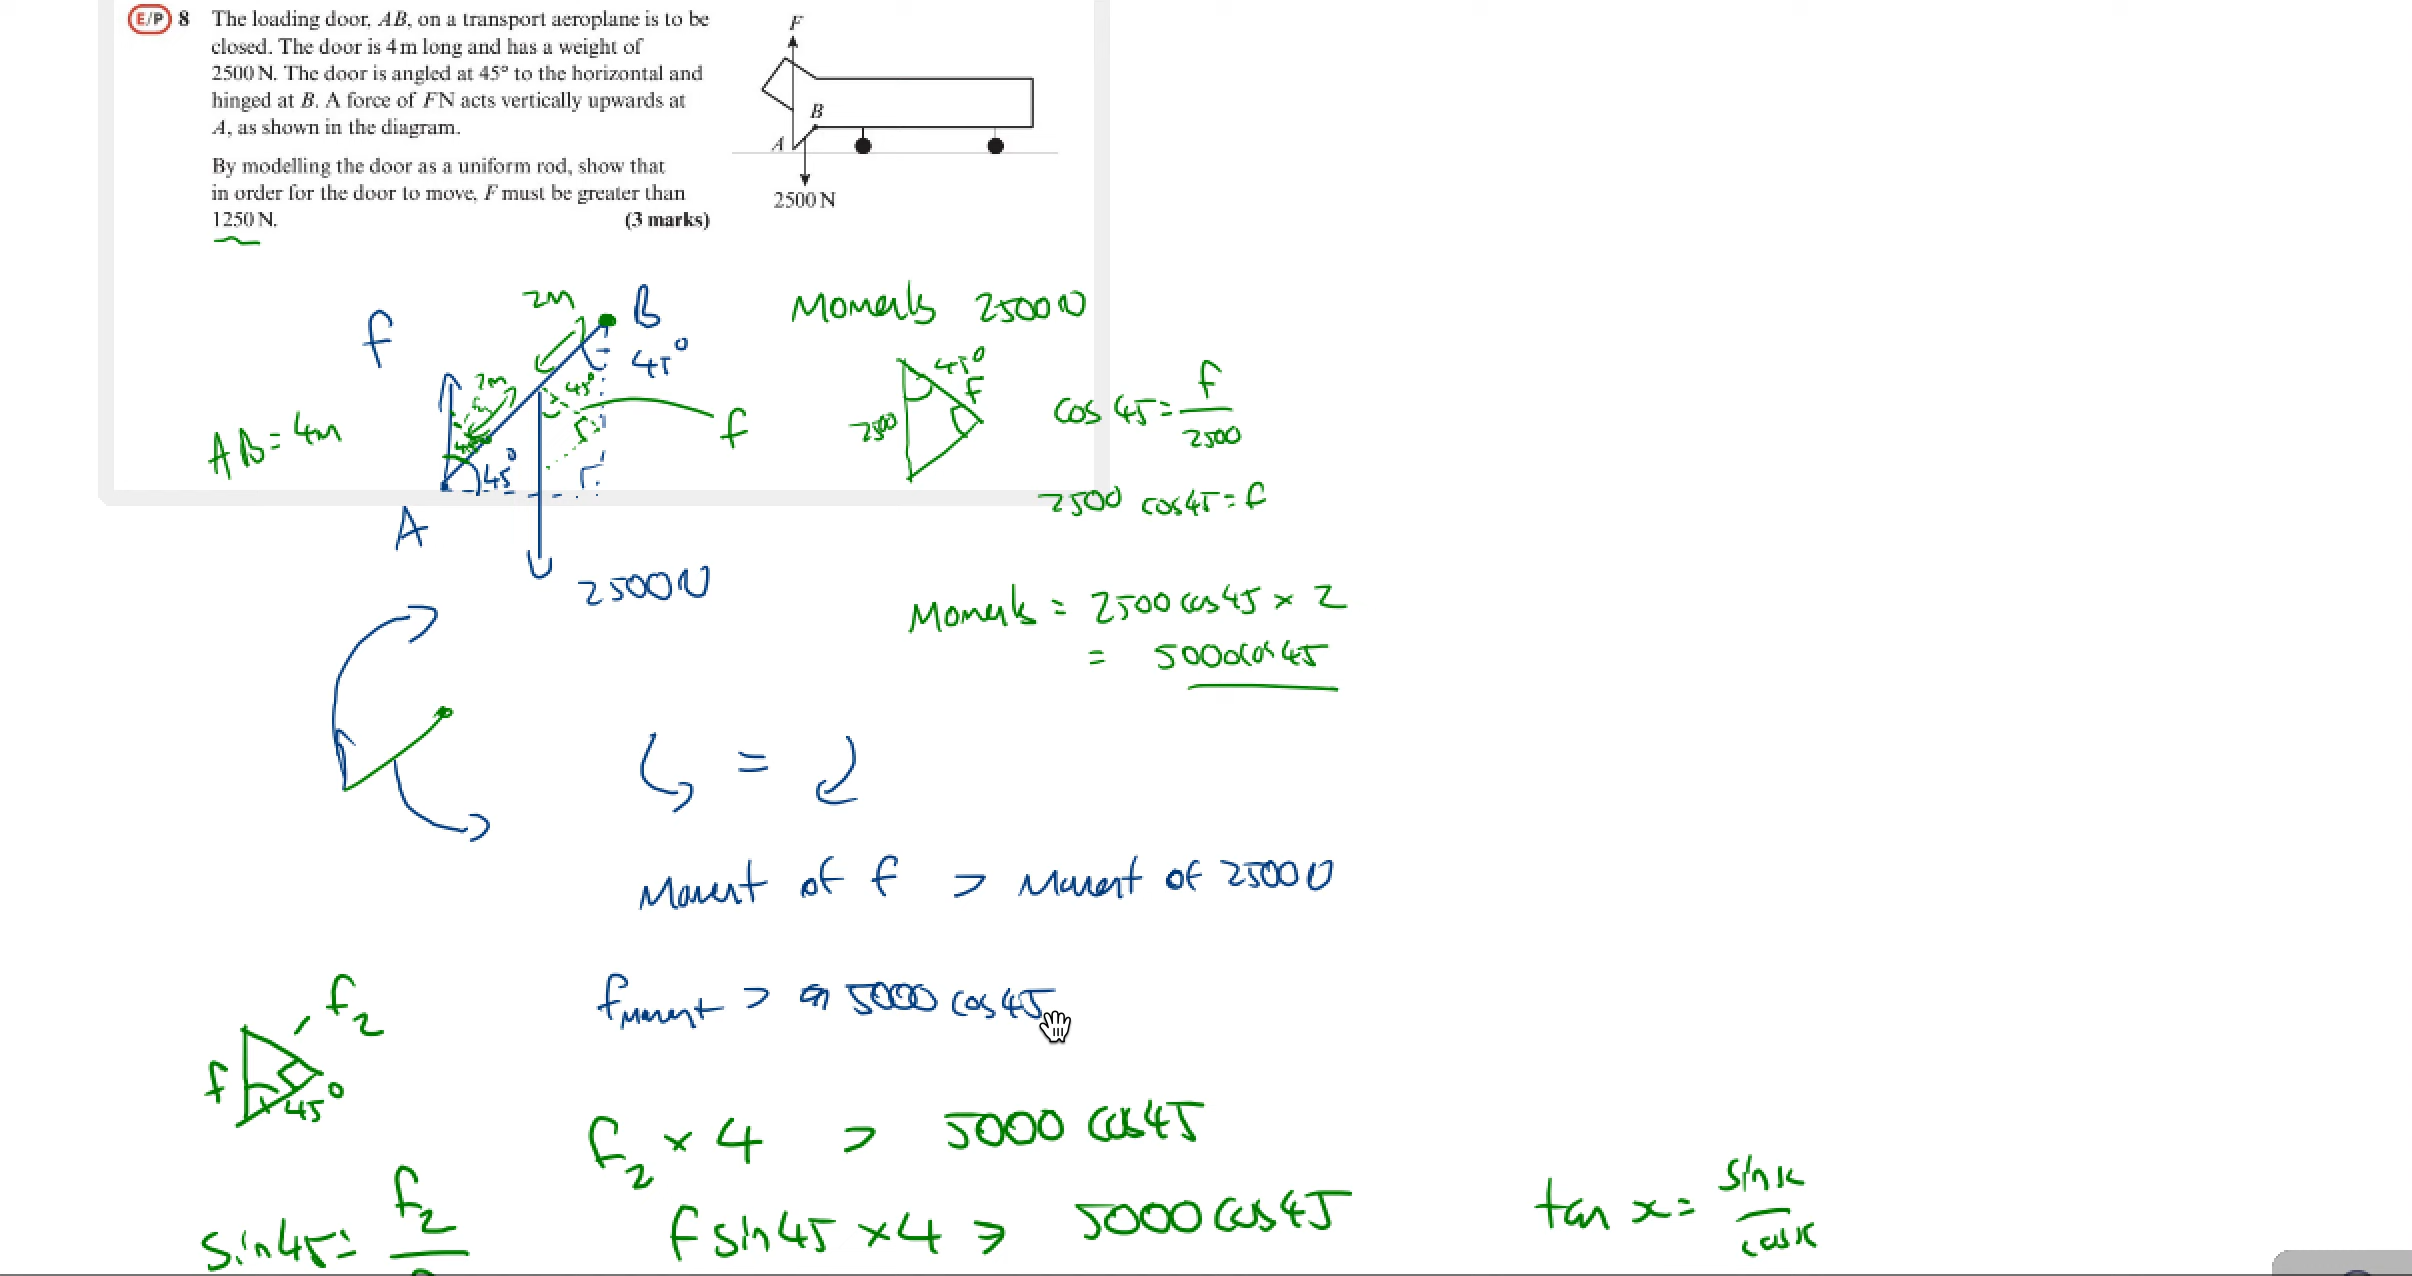 E/P 8 The loading door, AB, on a transport aeroplane is to be
closed. The door is 4 m long and has a weight of
2500 N. The door is angled at 45° to the horizontal and
hinged at B. A force of F N acts vertically upwards at
A, as shown in the diagram.
By modelling the door as a uniform rod, show that
in order for the door to move, F must be greater than
1250 N. (3 marks)
F
B
A
2500 N
2m
B
f
45°
2m
45°
AB = 4m
45°
f
A
2500N
Moments 2500N
45°
F
2500
cos 45 = f / 2500
2500 cos 45 = f
Moments = 2500 cos 45 × 2
= 5000 cos 45
=
Moment of f > Moment of 2500N
f moment > 5000 cos 45
f₂
f
45°
f₂ × 4 > 5000 cos 45
f sin 45 × 4 > 5000 cos 45
sin 45 = f₂
tan x = sin x / cos x